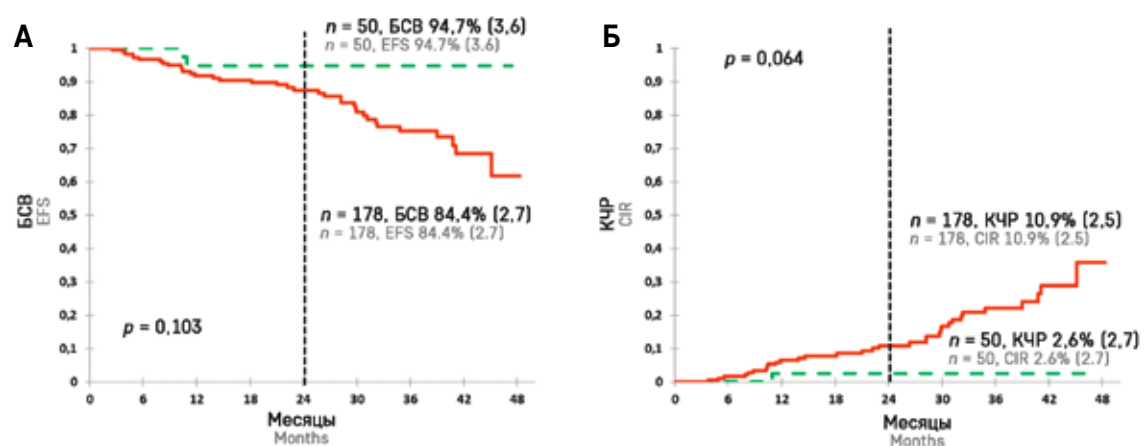 А
n = 50, БСВ 94,7% (3,6)
n = 50, EFS 94.7% (3.6)
1
0,9
0,8
0,7
0,6
0,5
0,4
0,3
0,2
0,1
0
БСВ
EFS
n = 178, БСВ 84,4% (2.7)
n = 178, EFS 84.4% (2.7)
p = 0,103
0 6 12 18 24 30 36 42 48
Месяцы
Months
Б
p = 0,064
1
0,9
0,8
0,7
0,6
0,5
0,4
0,3
0,2
0,1
0
КЧР
CIR
n = 178, КЧР 10,9% (2,5)
n = 178, CIR 10.9% (2.5)
n = 50, КЧР 2,6% (2,7)
n = 50, CIR 2.6% (2.7)
0 6 12 18 24 30 36 42 48
Месяцы
Months